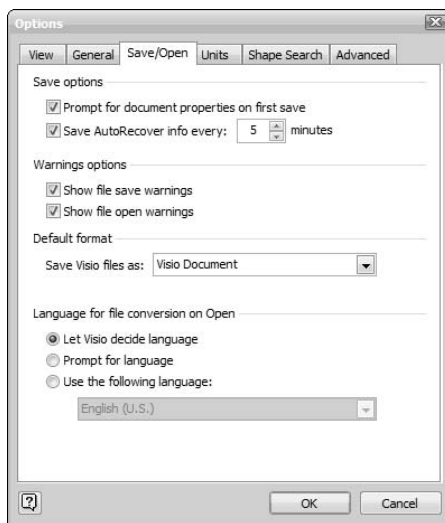 Options
View General Save/Open Units Shape Search Advanced
Save options
Prompt for document properties on first save
Save AutoRecover info every: 5 minutes
Warnings options
Show file save warnings
Show file open warnings
Default format
Save Visio files as: Visio Document
Language for file conversion on Open
Let Visio decide language
Prompt for language
Use the following language:
English (U.S.)
? OK Cancel